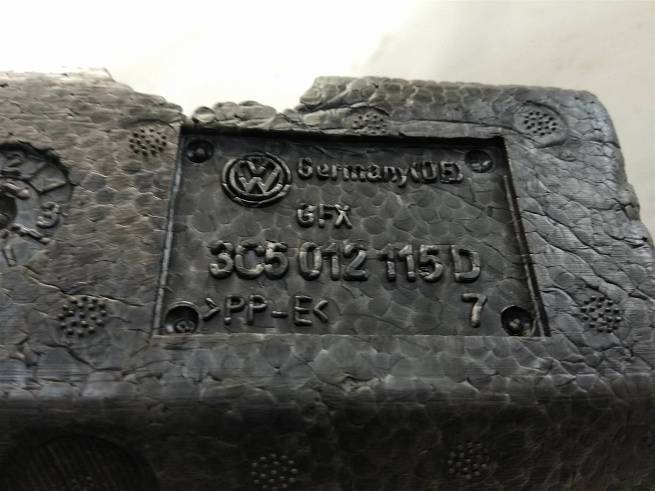 Germany(DE)
GFX
3C5 012 115 D
>PP-E< 7